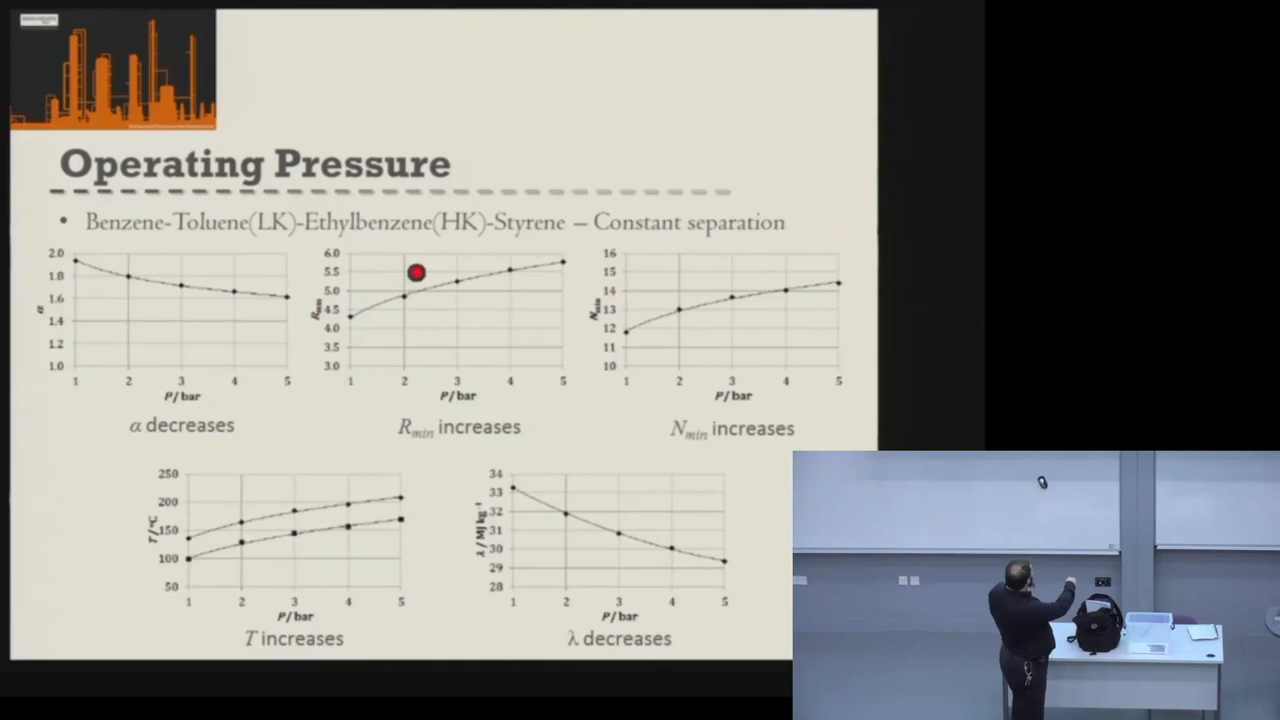 Operating Pressure
• Benzene-Toluene(LK)-Ethylbenzene(HK)-Styrene – Constant separation
2.0
1.8
1.6
1.4
1.2
1.0
α
1 2 3 4 5
P/bar
α decreases
6.0
5.5
5.0
4.5
4.0
3.5
3.0
Rmin
1 2 3 4 5
P/bar
Rmin increases
16
15
14
13
12
11
10
Nmin
1 2 3 4 5
P/bar
Nmin increases
250
200
150
100
50
T/°C
1 2 3 4 5
P/bar
T increases
34
33
32
31
30
29
28
λ / MJ kg⁻¹
1 2 3 4 5
P/bar
λ decreases